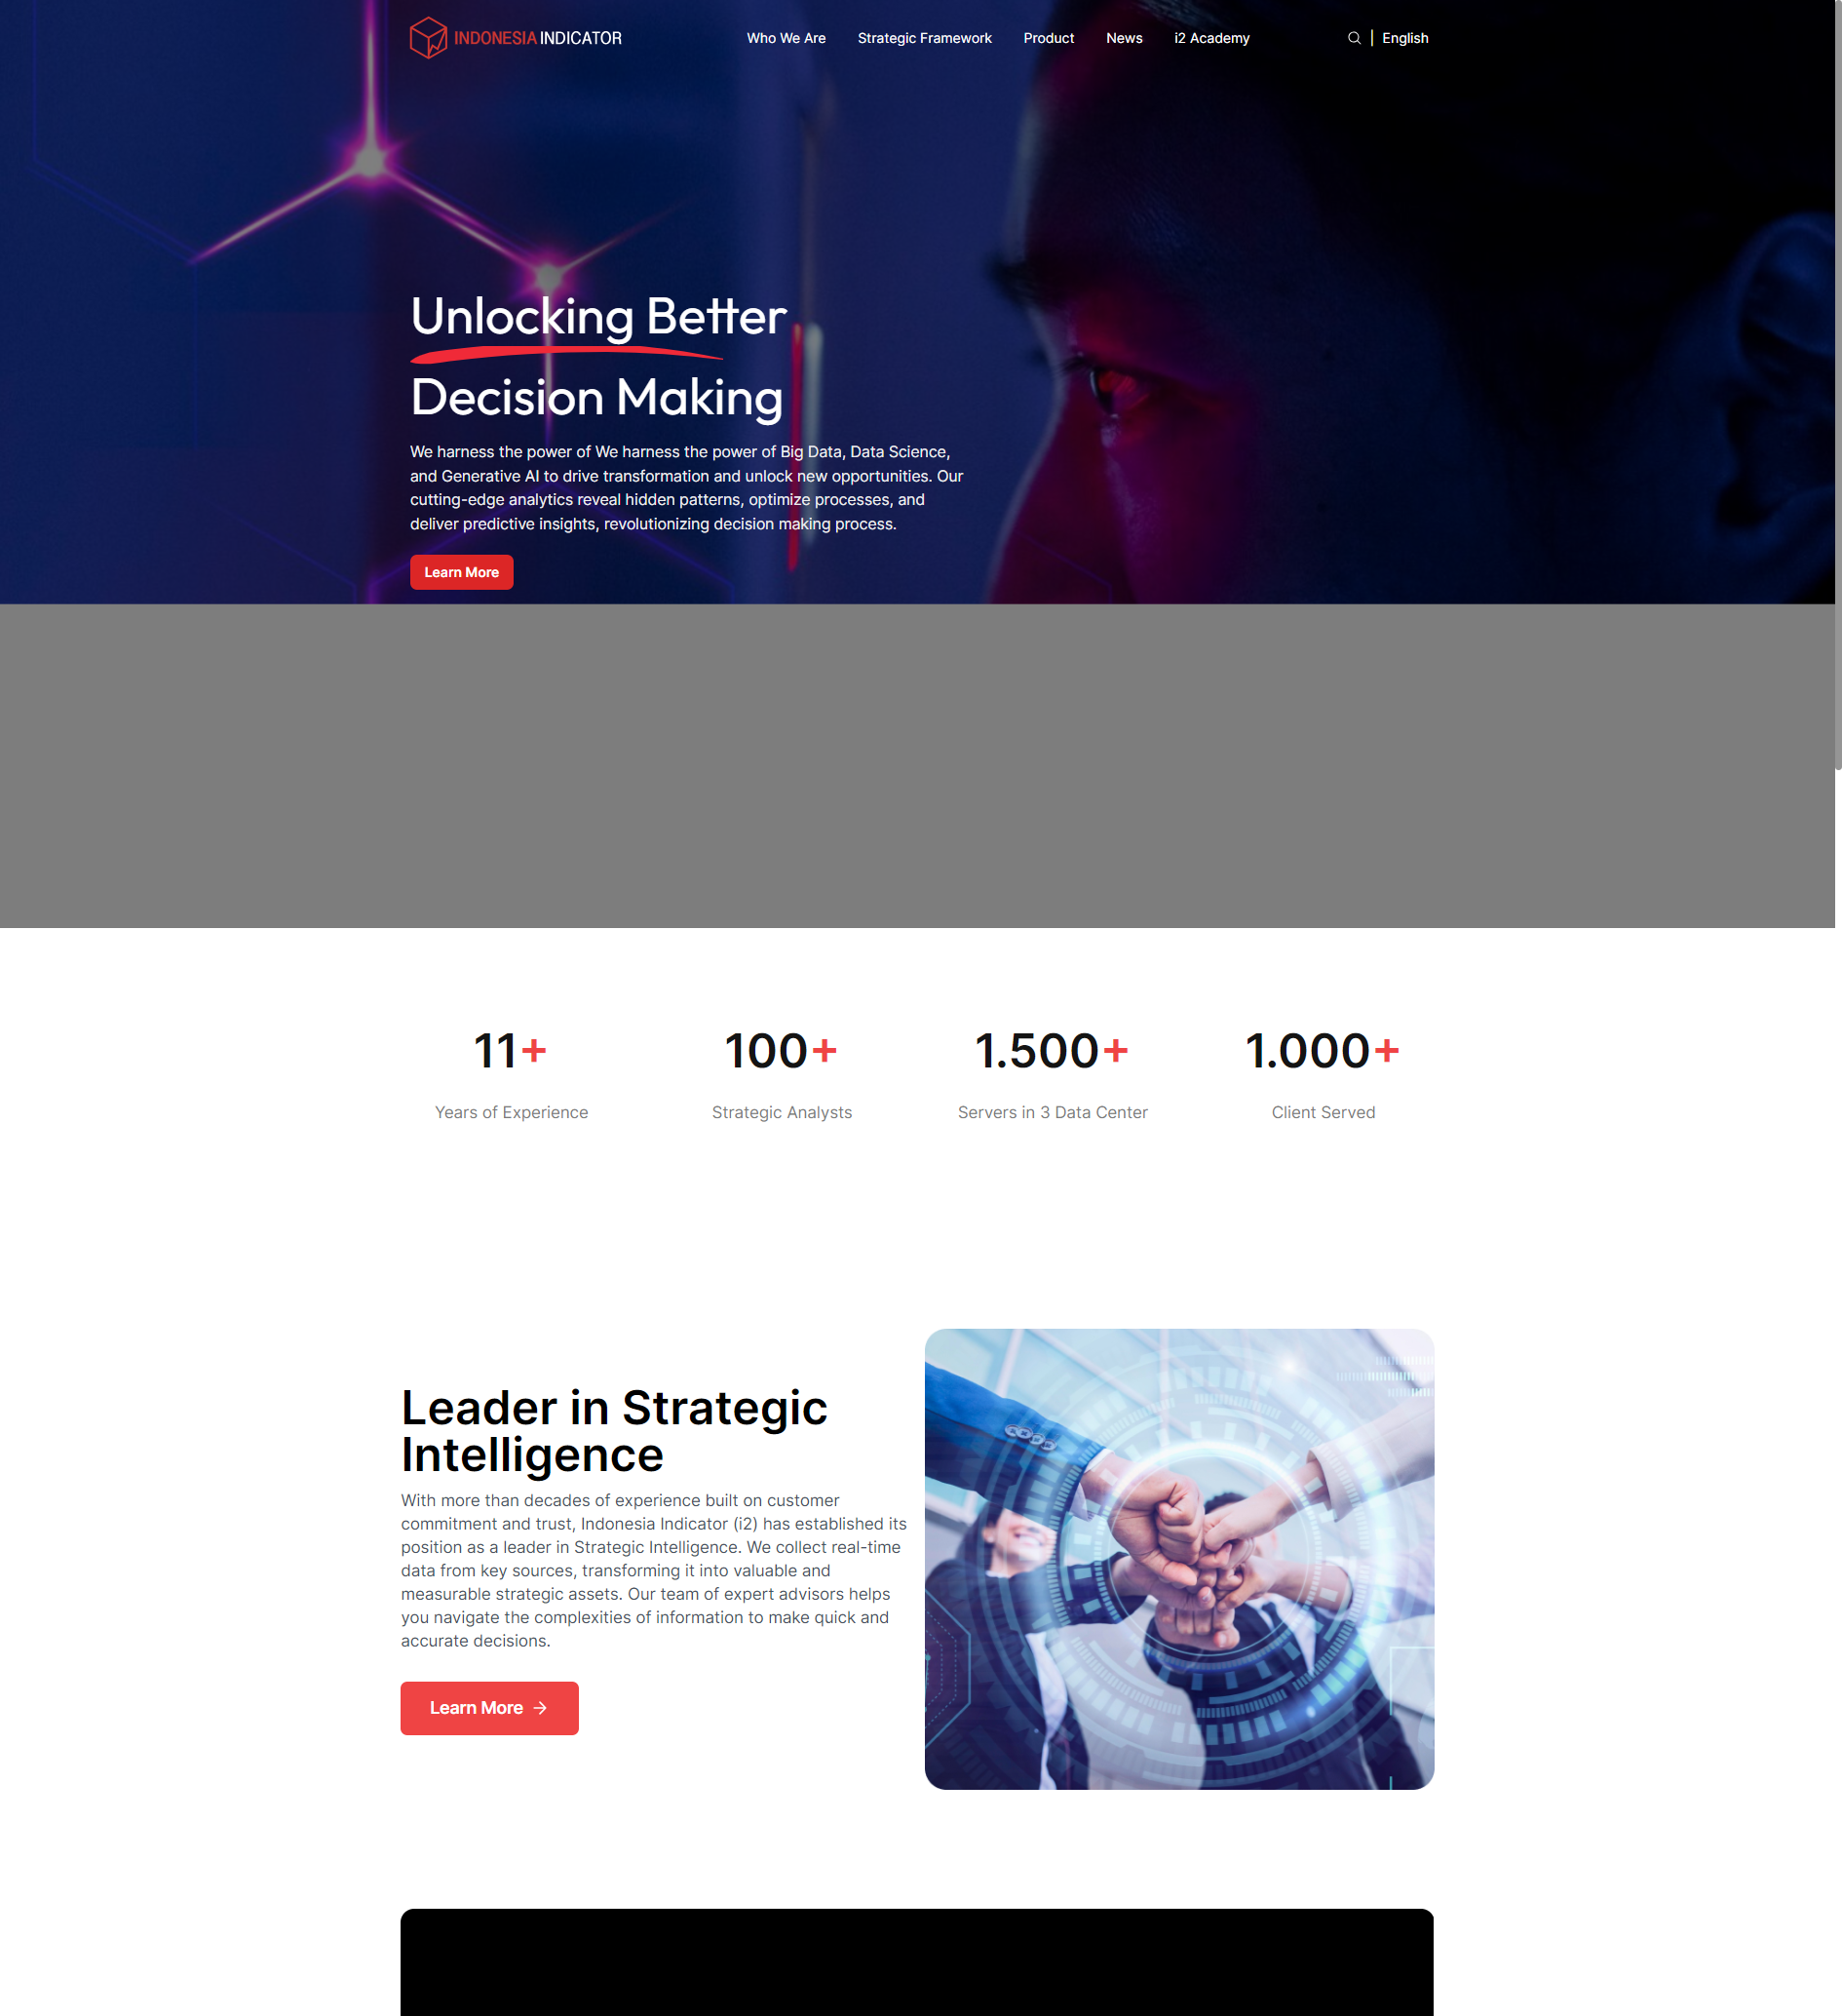 INDONESIA INDICATOR
Who We Are
Strategic Framework
Product
News
i2 Academy
English
Unlocking Better
Decision Making
We harness the power of We harness the power of Big Data, Data Science,
and Generative AI to drive transformation and unlock new opportunities. Our
cutting-edge analytics reveal hidden patterns, optimize processes, and
deliver predictive insights, revolutionizing decision making process.
Learn More
11+
100+
1.500+
1.000+
Years of Experience
Strategic Analysts
Servers in 3 Data Center
Client Served
Leader in Strategic
Intelligence
With more than decades of experience built on customer
commitment and trust, Indonesia Indicator (i2) has established its
position as a leader in Strategic Intelligence. We collect real-time
data from key sources, transforming it into valuable and
measurable strategic assets. Our team of expert advisors helps
you navigate the complexities of information to make quick and
accurate decisions.
Learn More